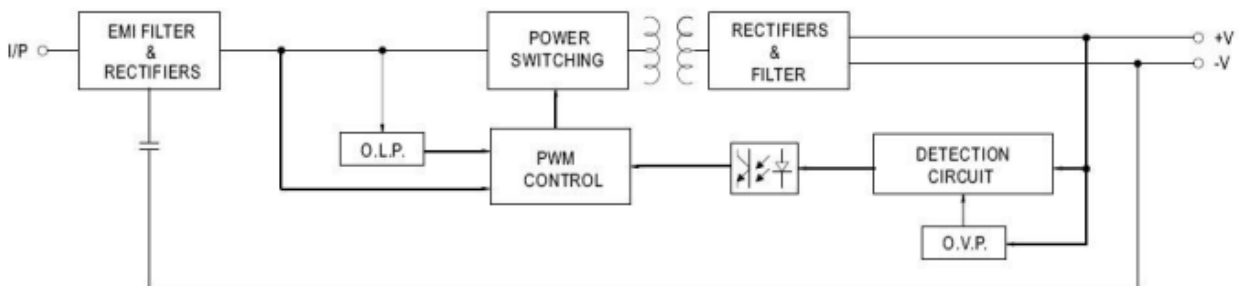 I/P
EMI FILTER
&
RECTIFIERS
POWER
SWITCHING
RECTIFIERS
&
FILTER
+V
-V
O.L.P.
PWM
CONTROL
DETECTION
CIRCUIT
O.V.P.